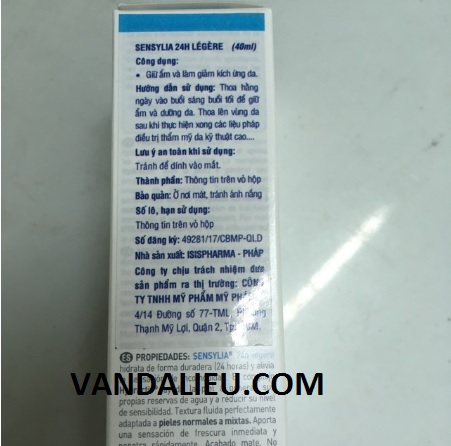 SENSYLIA 24H LÉGÈRE (40ml)
Công dụng:
• Giữ ẩm và làm giảm kích ứng da.
Hướng dẫn sử dụng: Thoa hằng
ngày vào buổi sáng buổi tối để giữ
ẩm và dưỡng da. Thoa lên vùng da
sau khi thực hiện xong các liệu pháp
điều trị thẩm mỹ da kỹ thuật cao....
Lưu ý an toàn khi sử dụng:
Tránh để dính vào mắt.
Thành phần: Thông tin trên vỏ hộp
Bảo quản: Ở nơi mát, tránh ánh nắng
Số lô, hạn sử dụng:
Thông tin trên vỏ hộp
Số đăng ký: 49281/17/CBMP-QLD
Nhà sản xuất: ISISPHARMA - PHÁP
Công ty chịu trách nhiệm đưa
sản phẩm ra thị trường: CÔNG
TY TNHH MỸ PHẨM MỸ
4/14 Đường số 77-TML,
Thạnh Mỹ Lợi, Quận 2,
ES PROPIEDADES: SENSYLIA®
hidrata de forma duradera (24 horas) y alivia
VANDALIEU.COM
propias reservas de agua y a reducir su nivel
de sensibilidad. Textura fluida perfectamente
adaptada a pieles normales a mixtas. Aporta
una sensación de frescura inmediata y
penetra rápidamente. Acabado mate. No